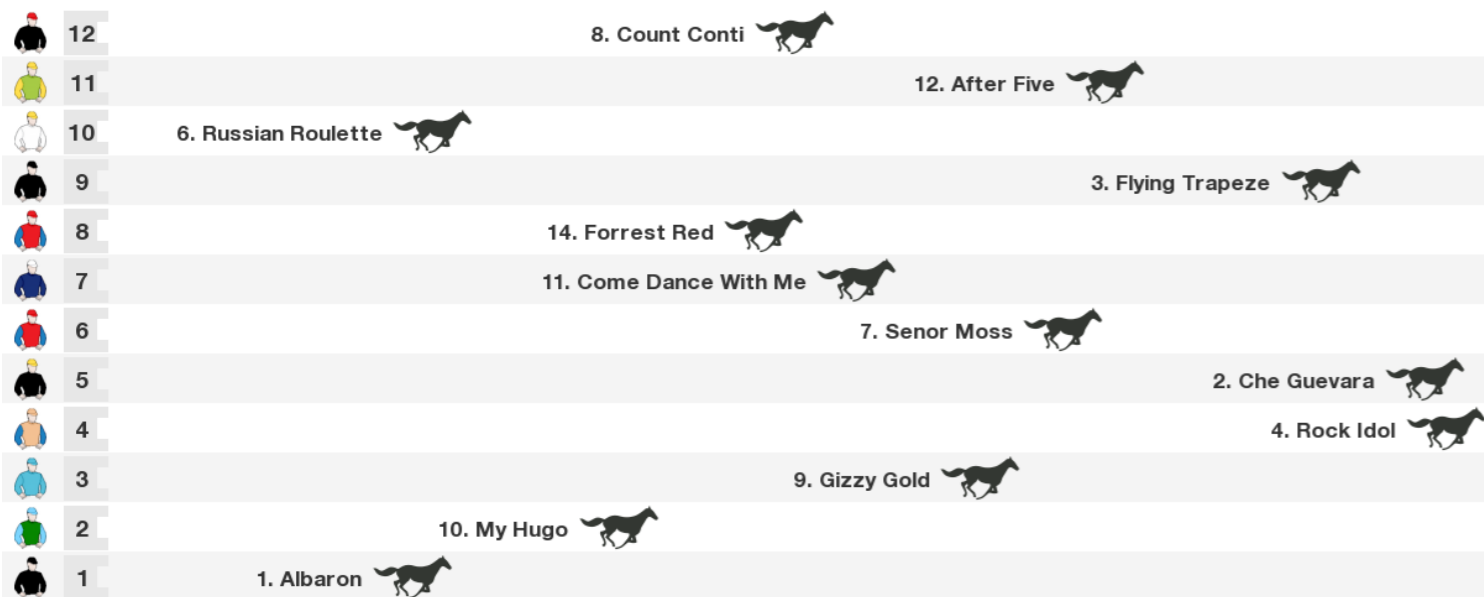 12 8. Count Conti
11 12. After Five
10 6. Russian Roulette
9 3. Flying Trapeze
8 14. Forrest Red
7 11. Come Dance With Me
6 7. Senor Moss
5 2. Che Guevara
4 4. Rock Idol
3 9. Gizzy Gold
2 10. My Hugo
1 1. Albaron